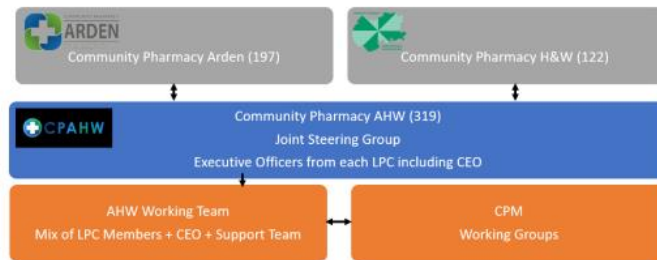 ARDEN
Community Pharmacy Arden (197)
Community Pharmacy H&W (122)
CPAHW
Community Pharmacy AHW (319)
Joint Steering Group
Executive Officers from each LPC including CEO
AHW Working Team
Mix of LPC Members + CEO + Support Team
CPM
Working Groups